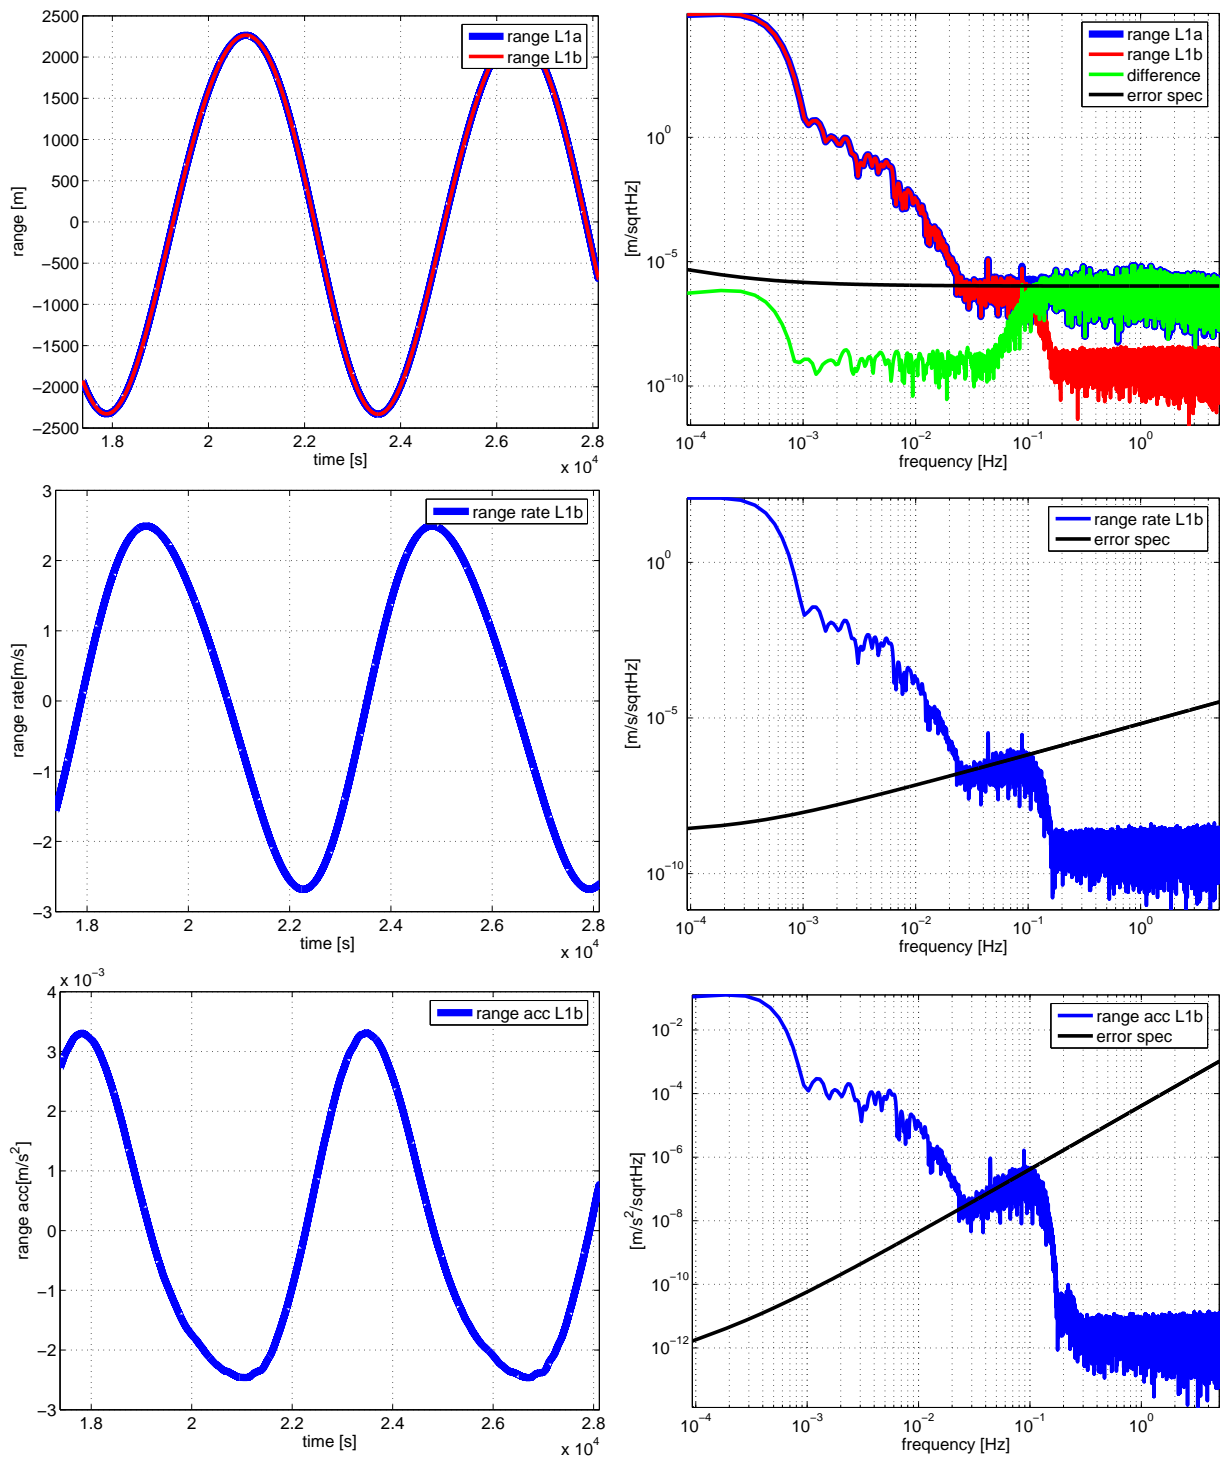 range L1a
range L1b
2500
2000
1500
1000
500
0
−500
−1000
−1500
−2000
−2500
range [m]
1.8
2
2.2
2.4
2.6
2.8
time [s]
x 10^4
range L1a
range L1b
difference
error spec
10^0
10^−5
10^−10
[m/sqrtHz]
10^−4
10^−3
10^−2
10^−1
10^0
frequency [Hz]
range rate L1b
3
2
1
0
−1
−2
−3
range rate[m/s]
1.8
2
2.2
2.4
2.6
2.8
time [s]
x 10^4
range rate L1b
error spec
10^0
10^−5
10^−10
[m/s/sqrtHz]
10^−4
10^−3
10^−2
10^−1
10^0
frequency [Hz]
x 10^−3
range acc L1b
4
3
2
1
0
−1
−2
−3
range acc[m/s^2]
1.8
2
2.2
2.4
2.6
2.8
time [s]
x 10^4
range acc L1b
error spec
10^−2
10^−4
10^−6
10^−8
10^−10
10^−12
[m/s^2/sqrtHz]
10^−4
10^−3
10^−2
10^−1
10^0
frequency [Hz]